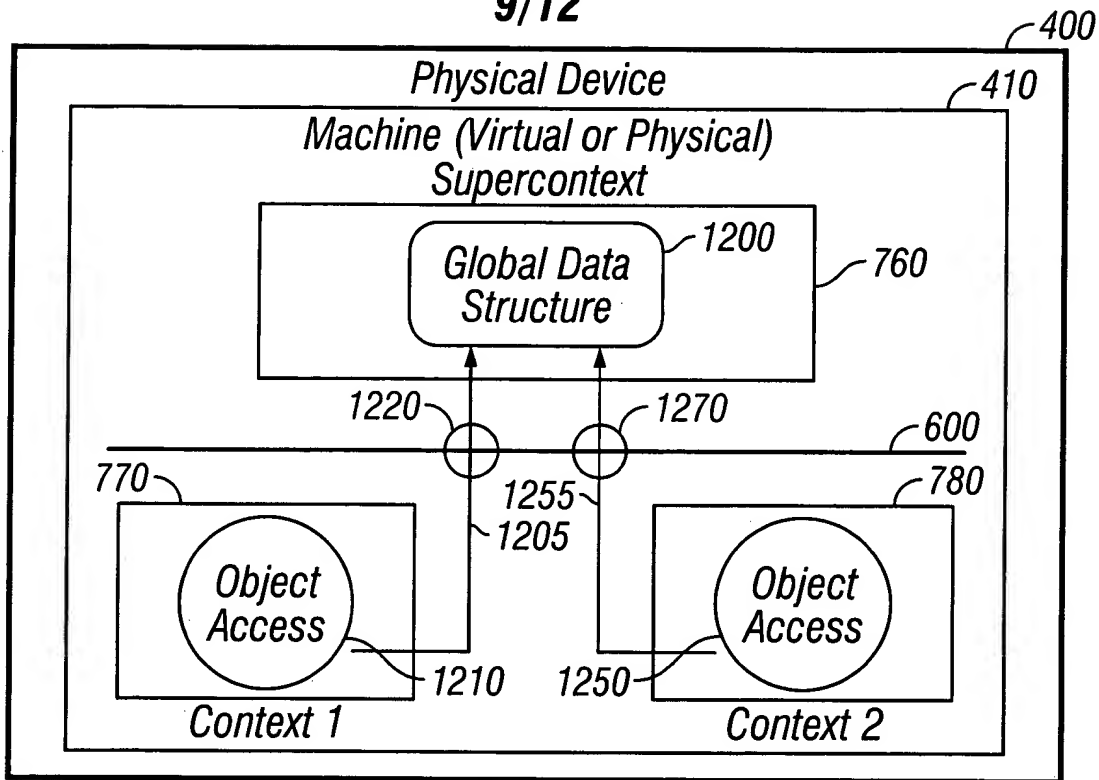 9/12
400
Physical Device
410
Machine (Virtual or Physical)
Supercontext
1200
Global Data
Structure
760
1220
1270
600
770
1255
780
1205
Object
Access
Object
Access
1210
1250
Context 1
Context 2